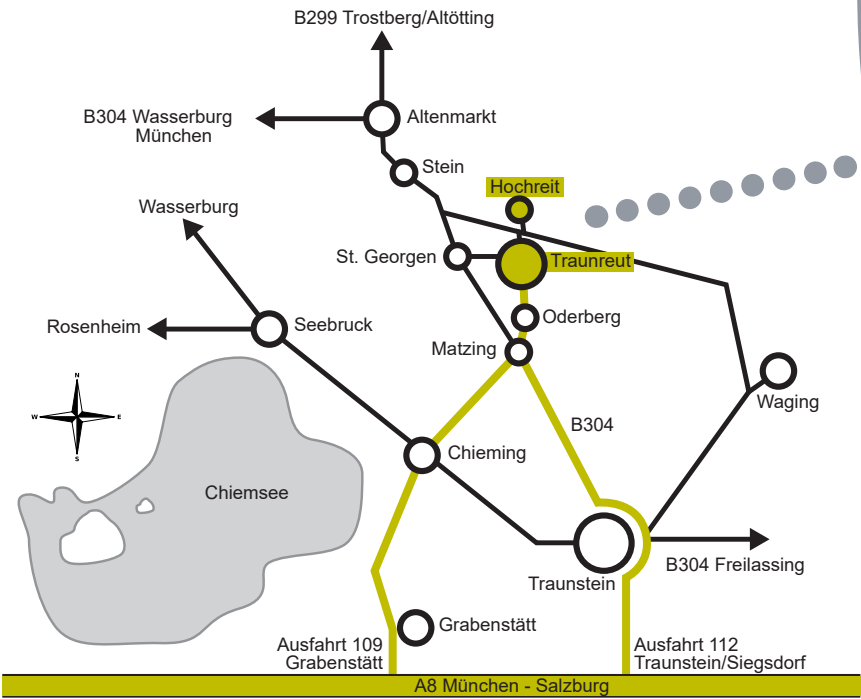 B299 Trostberg/Altötting
B304 Wasserburg
München
Altenmarkt
Stein
Hochreit
Wasserburg
St. Georgen
Traunreut
Rosenheim
Seebruck
Oderberg
Matzing
N
W
E
S
Waging
B304
Chieming
Chiemsee
B304 Freilassing
Traunstein
Grabenstätt
Ausfahrt 109
Grabenstätt
Ausfahrt 112
Traunstein/Siegsdorf
A8 München - Salzburg